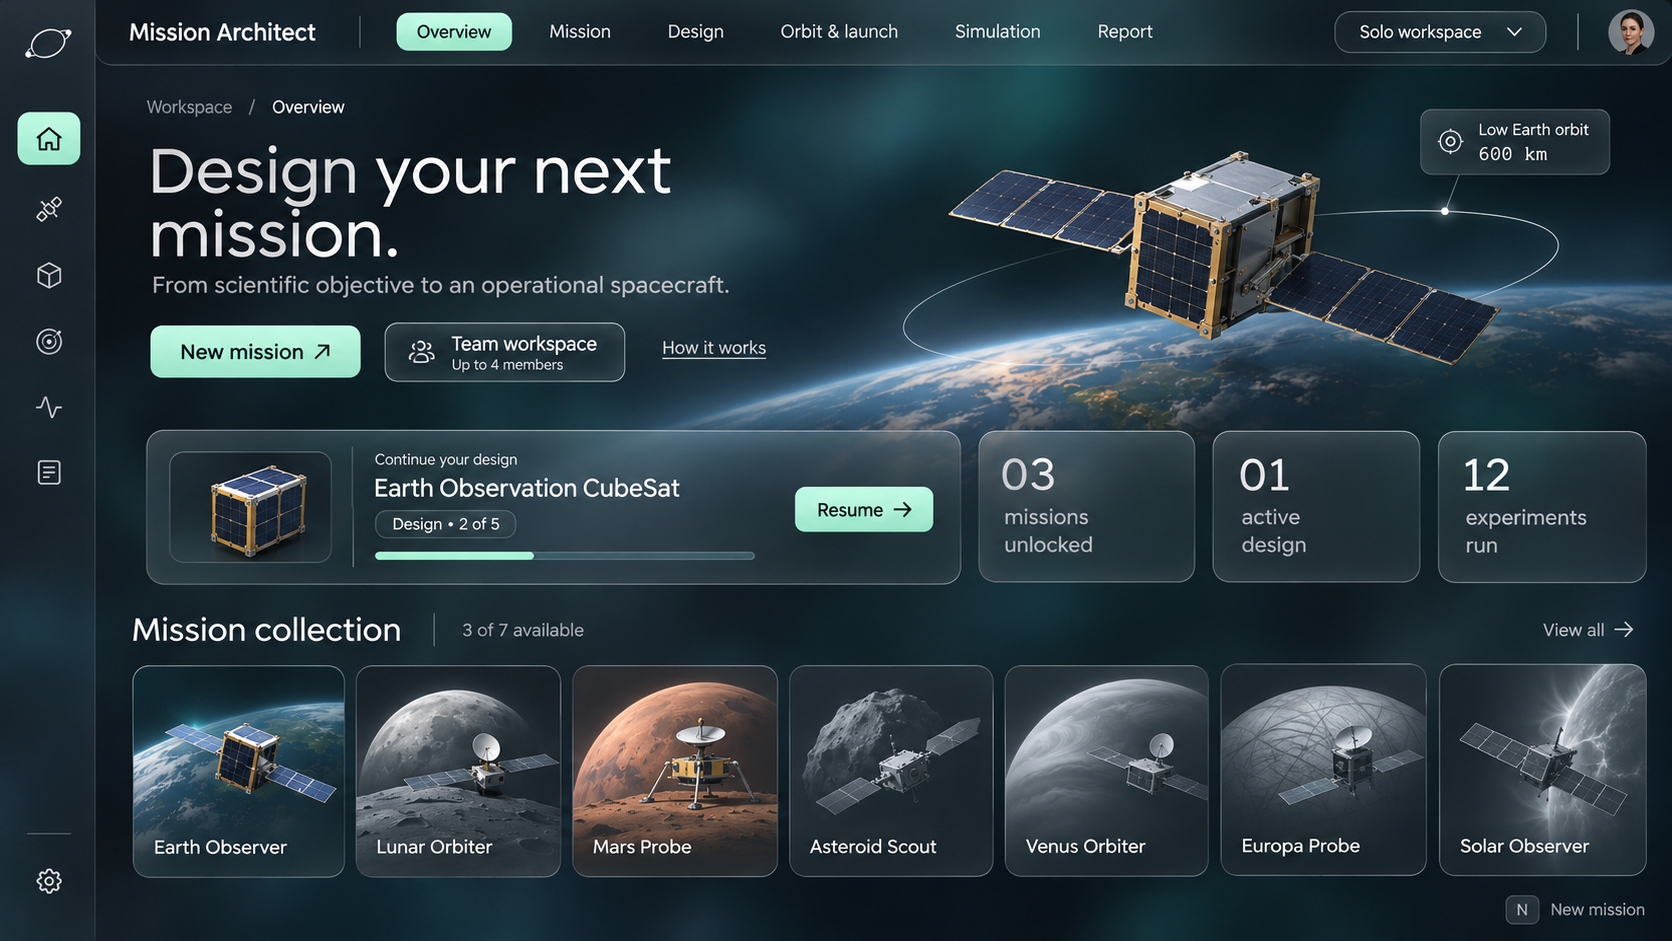 Mission Architect
Overview
Mission
Design
Orbit & launch
Simulation
Report
Solo workspace
Workspace / Overview
Design your next
mission.
From scientific objective to an operational spacecraft.
New mission
Team workspace
Up to 4 members
How it works
Low Earth orbit
600 km
Continue your design
Earth Observation CubeSat
Design • 2 of 5
Resume
03
missions
unlocked
01
active
design
12
experiments
run
Mission collection
3 of 7 available
View all
Earth Observer
Lunar Orbiter
Mars Probe
Asteroid Scout
Venus Orbiter
Europa Probe
Solar Observer
N New mission